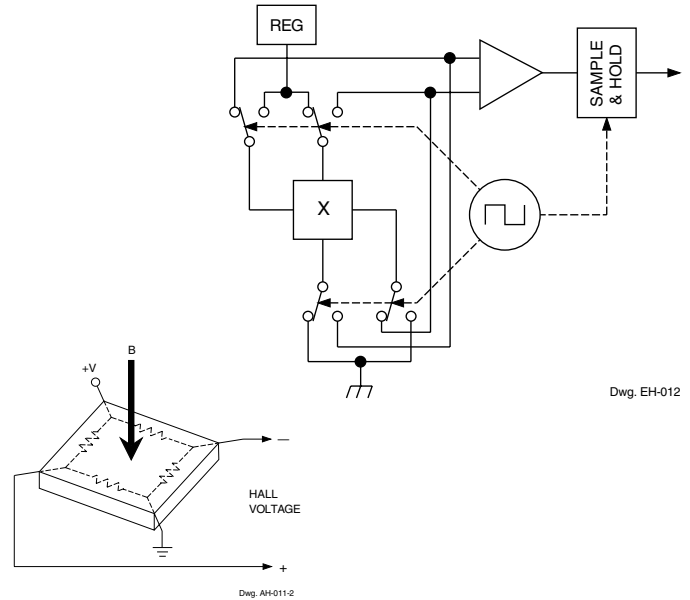 REG
SAMPLE
& HOLD
X
Dwg. EH-012
B
+V
—
HALL
VOLTAGE
+
Dwg. AH-011-2